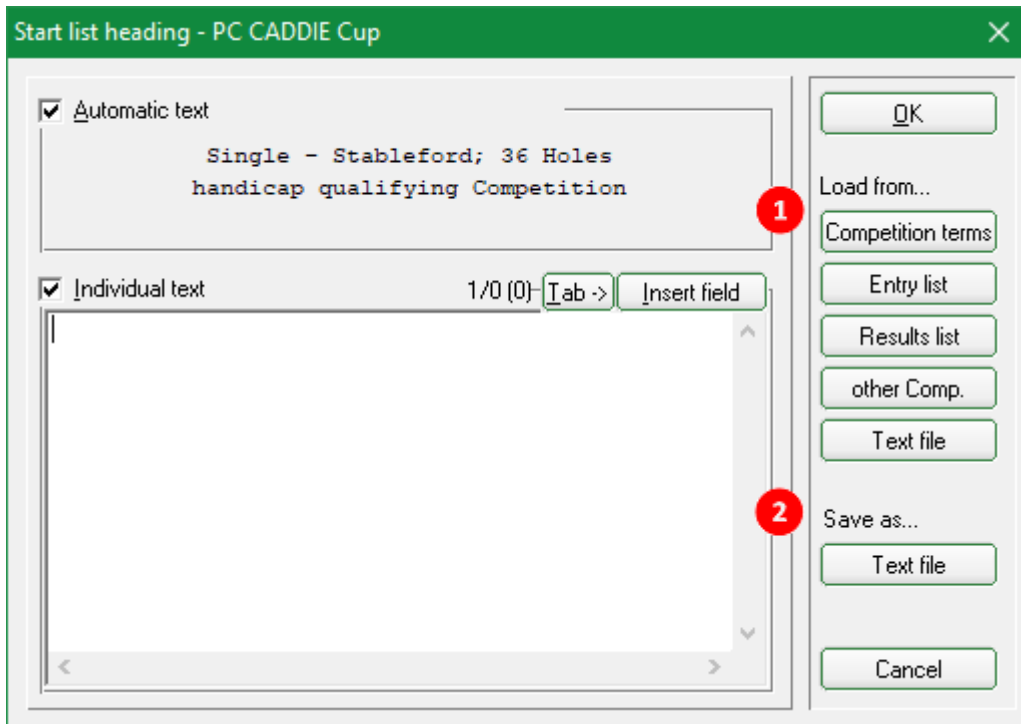 Start list heading - PC CADDIE Cup
Automatic text
Single - Stableford; 36 Holes
handicap qualifying Competition
Individual text
1/0 (0)
Tab ->
Insert field
OK
1
Load from...
Competition terms
Entry list
Results list
other Comp.
Text file
2
Save as...
Text file
Cancel